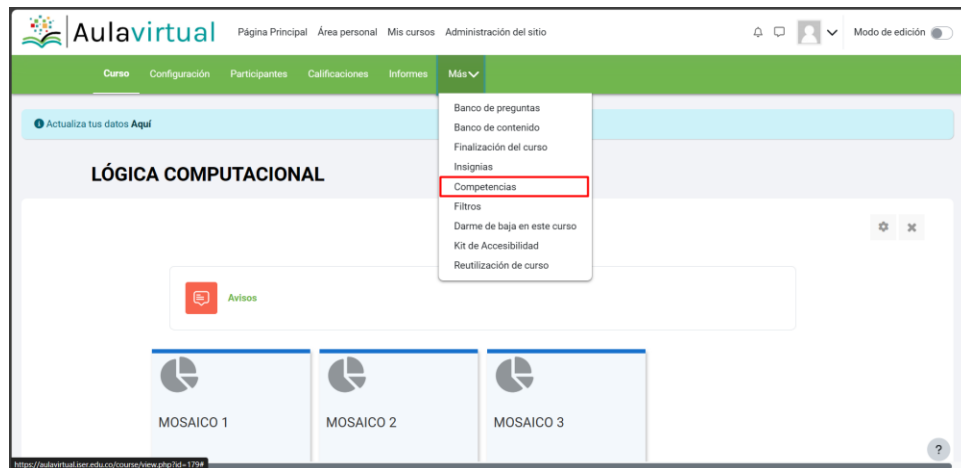 Aulavirtual
Página Principal Área personal Mis cursos Administración del sitio
Modo de edición
Curso Configuración Participantes Calificaciones Informes Más
Banco de preguntas
Banco de contenido
Finalización del curso
Insignias
Competencias
Filtros
Darme de baja en este curso
Kit de Accesibilidad
Reutilización de curso
Actualiza tus datos Aquí
LÓGICA COMPUTACIONAL
Avisos
MOSAICO 1
MOSAICO 2
MOSAICO 3
?
https://aulavirtual.iser.edu.co/course/view.php?id=179#